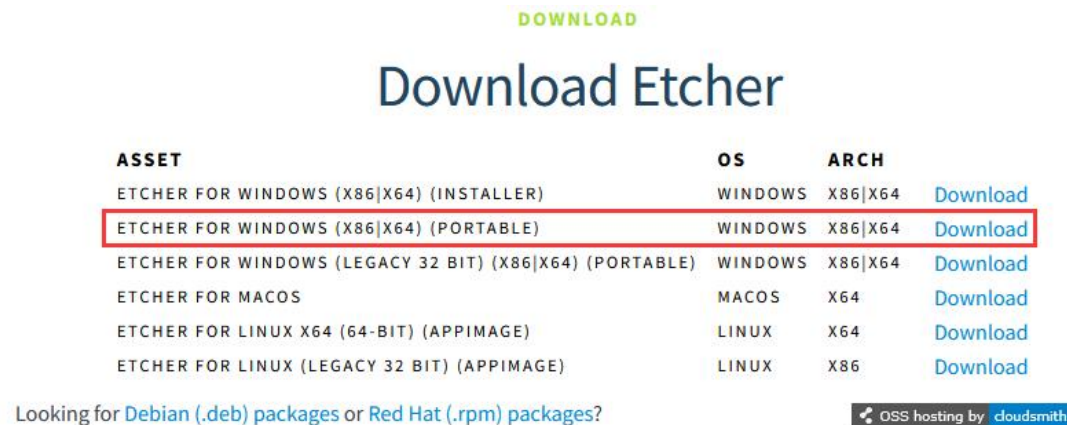 DOWNLOAD
Download Etcher
ASSET OS ARCH
ETCHER FOR WINDOWS (X86|X64) (INSTALLER) WINDOWS X86|X64 Download
ETCHER FOR WINDOWS (X86|X64) (PORTABLE) WINDOWS X86|X64 Download
ETCHER FOR WINDOWS (LEGACY 32 BIT) (X86|X64) (PORTABLE) WINDOWS X86|X64 Download
ETCHER FOR MACOS MACOS X64 Download
ETCHER FOR LINUX X64 (64-BIT) (APPIMAGE) LINUX X64 Download
ETCHER FOR LINUX (LEGACY 32 BIT) (APPIMAGE) LINUX X86 Download
Looking for Debian (.deb) packages or Red Hat (.rpm) packages? OSS hosting by cloudsmith